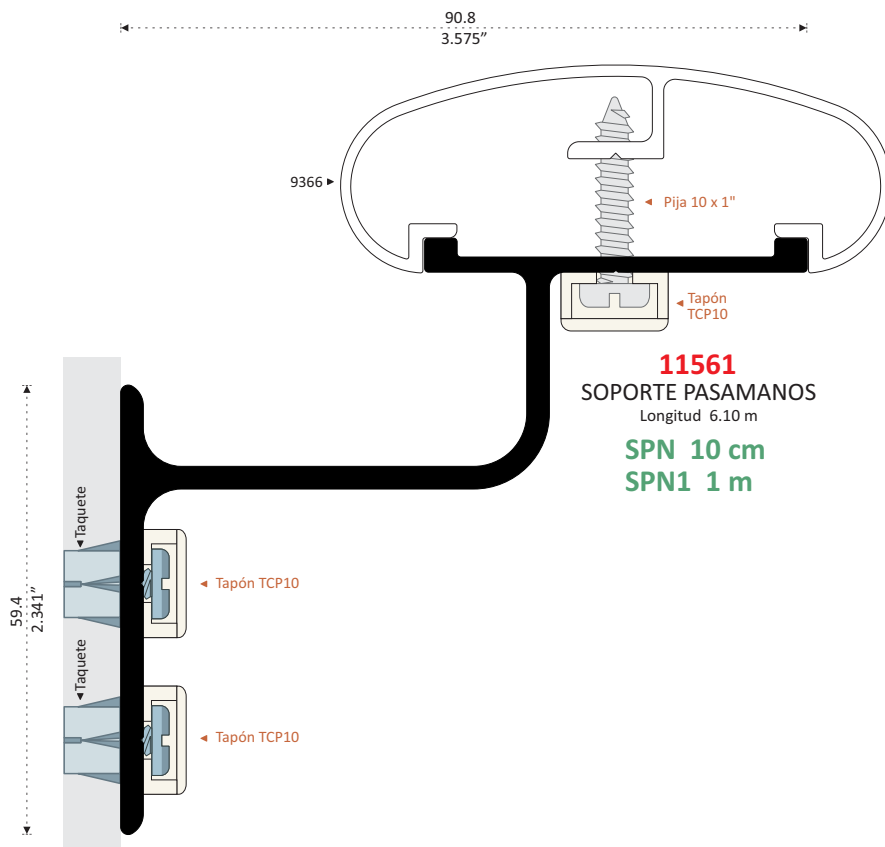 90.8
3.575”
9366
Pija 10 x 1"
Tapón
TCP10
11561
SOPORTE PASAMANOS
Longitud 6.10 m
SPN 10 cm
SPN1 1 m
Taquete
Tapón TCP10
59.4
2.341”
Taquete
Tapón TCP10